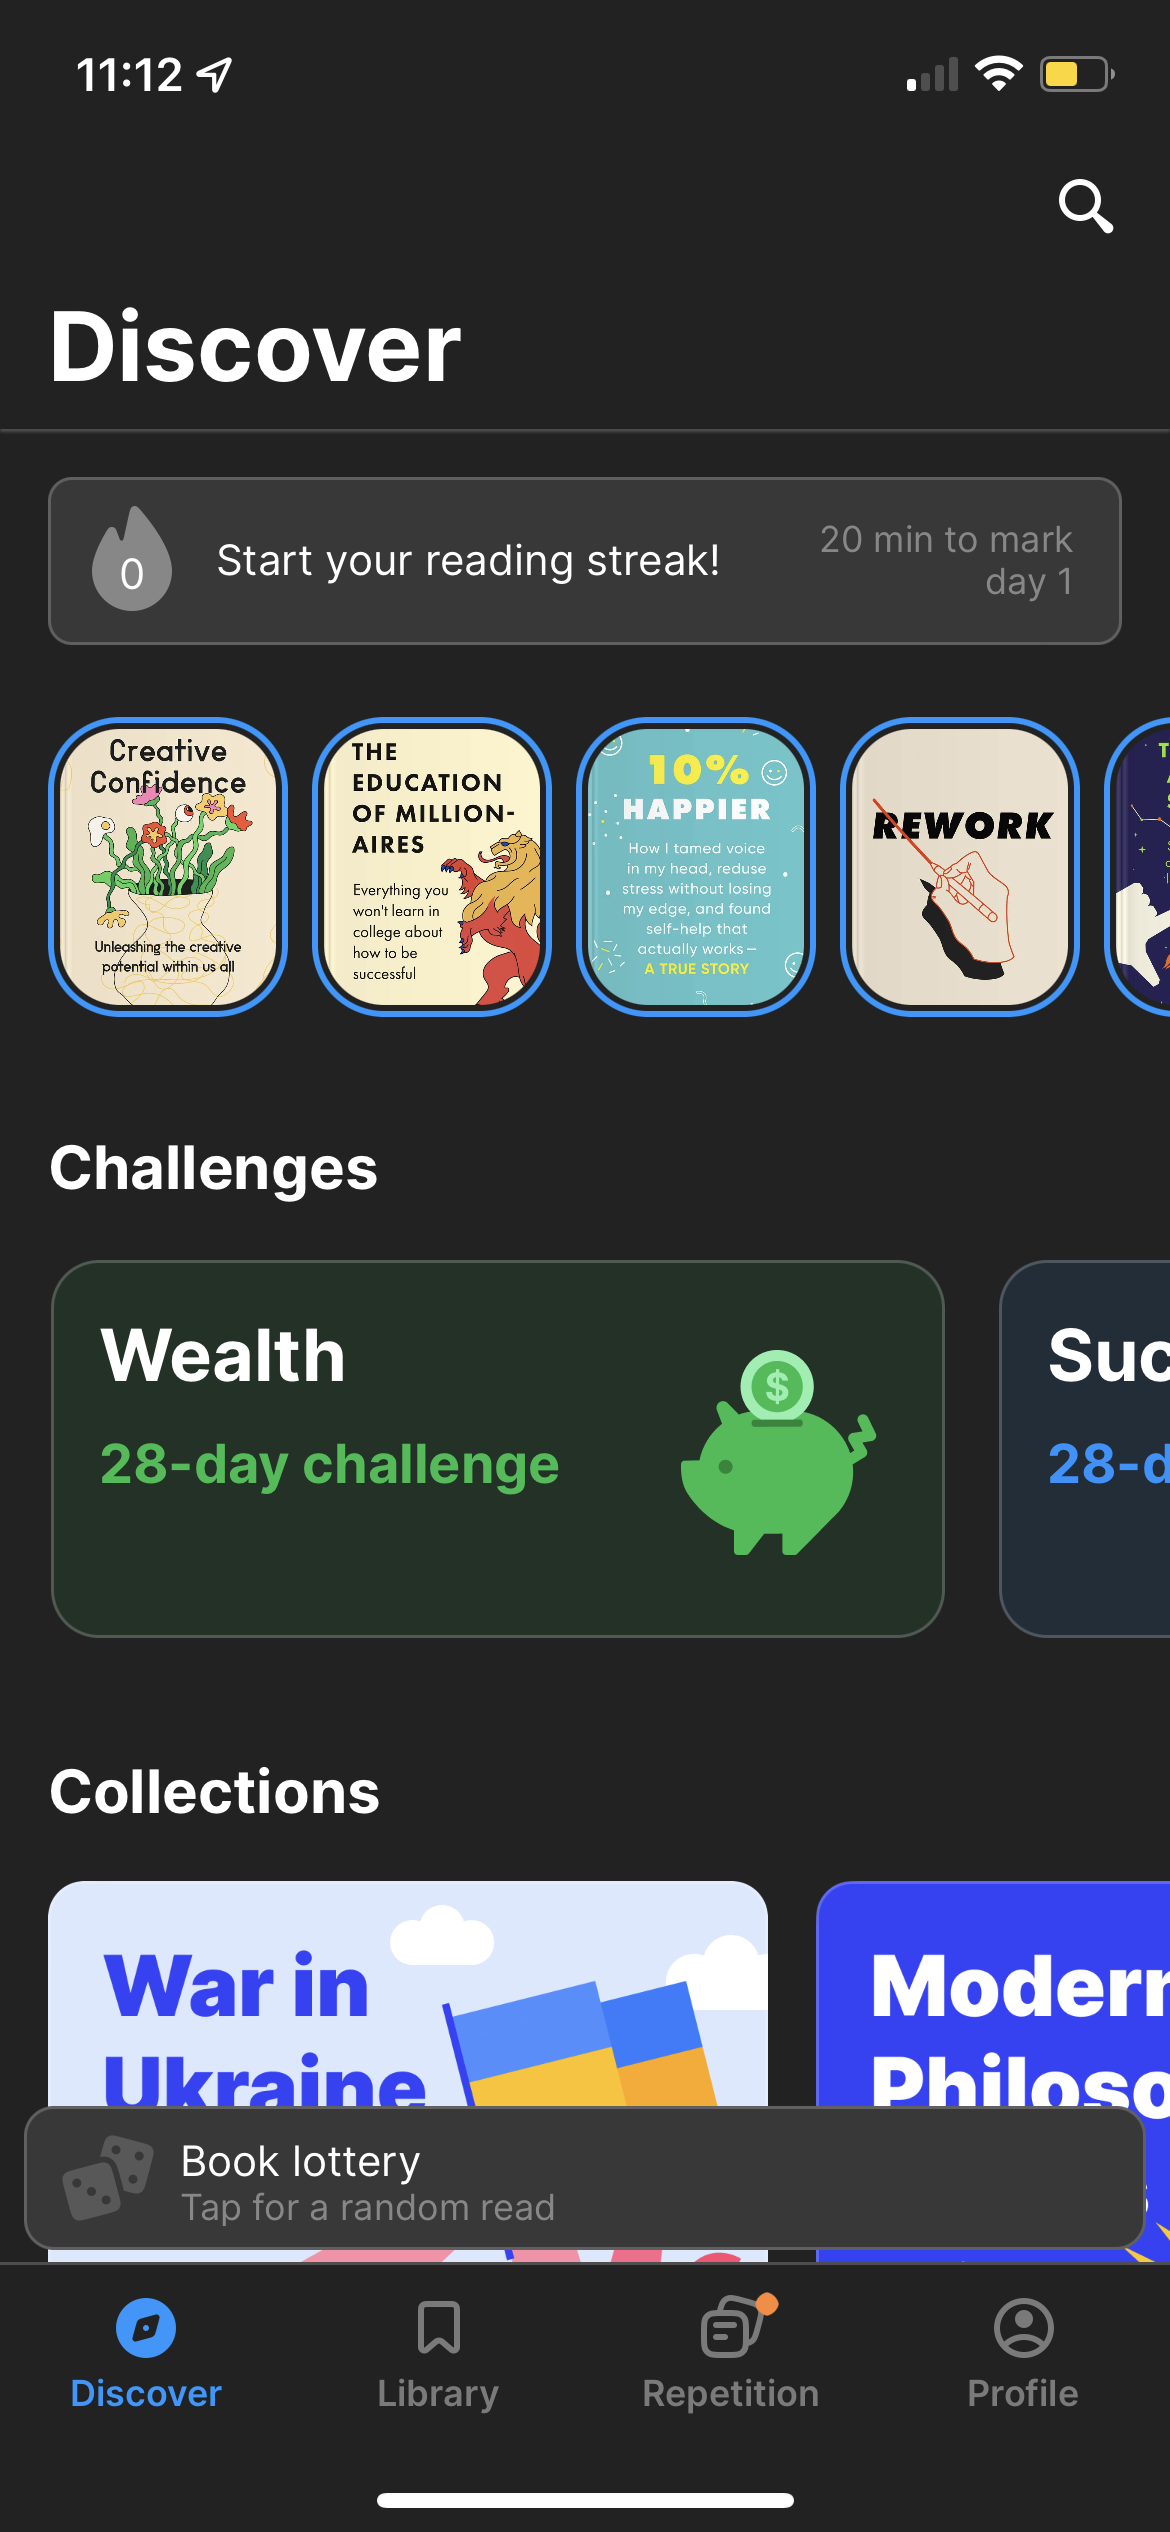 11:12
Discover
0
Start your reading streak!
20 min to mark
day 1
Creative
Confidence
Unleashing the creative
potential within us all
THE
EDUCATION
OF MILLION-
AIRES
Everything you
won't learn in
college about
how to be
successful
10%
HAPPIER
How I tamed voice
in my head, reduse
stress without losing
my edge, and found
self-help that
actually works —
A TRUE STORY
REWORK
Challenges
Wealth
28-day challenge
$
Suc
28-d
Collections
War in
Ukraine
Modern
Philoso
Book lottery
Tap for a random read
Discover
Library
Repetition
Profile